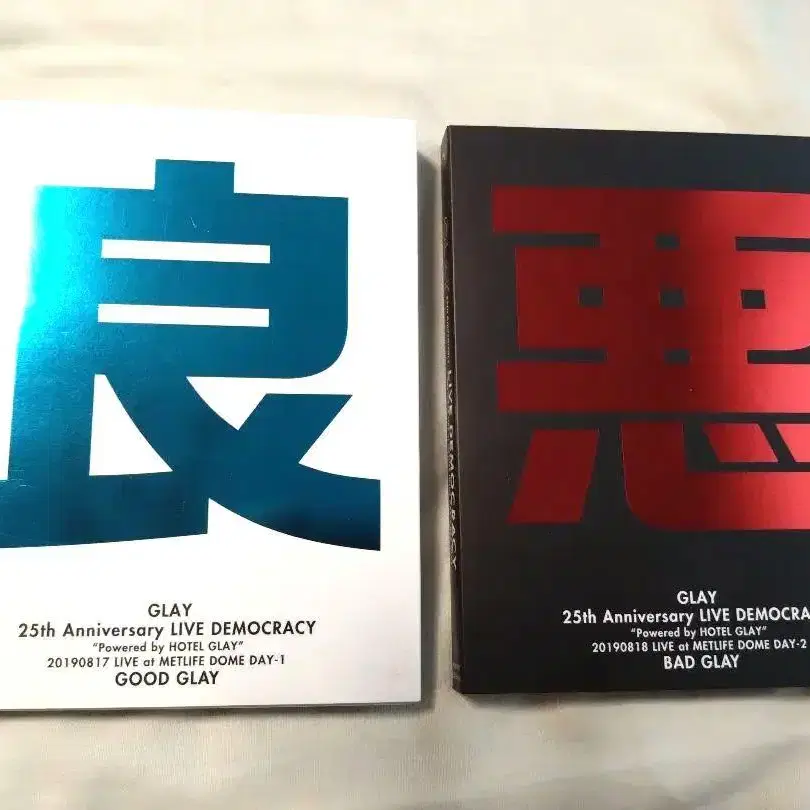 良
GLAY
25th Anniversary LIVE DEMOCRACY
“Powered by HOTEL GLAY”
20190817 LIVE at METLIFE DOME DAY-1
GOOD GLAY
LIVE DEMOCRACY
悪
GLAY
25th Anniversary LIVE DEMOCRA
“Powered by HOTEL GLAY”
20190818 LIVE at METLIFE DOME DAY-2
BAD GLAY